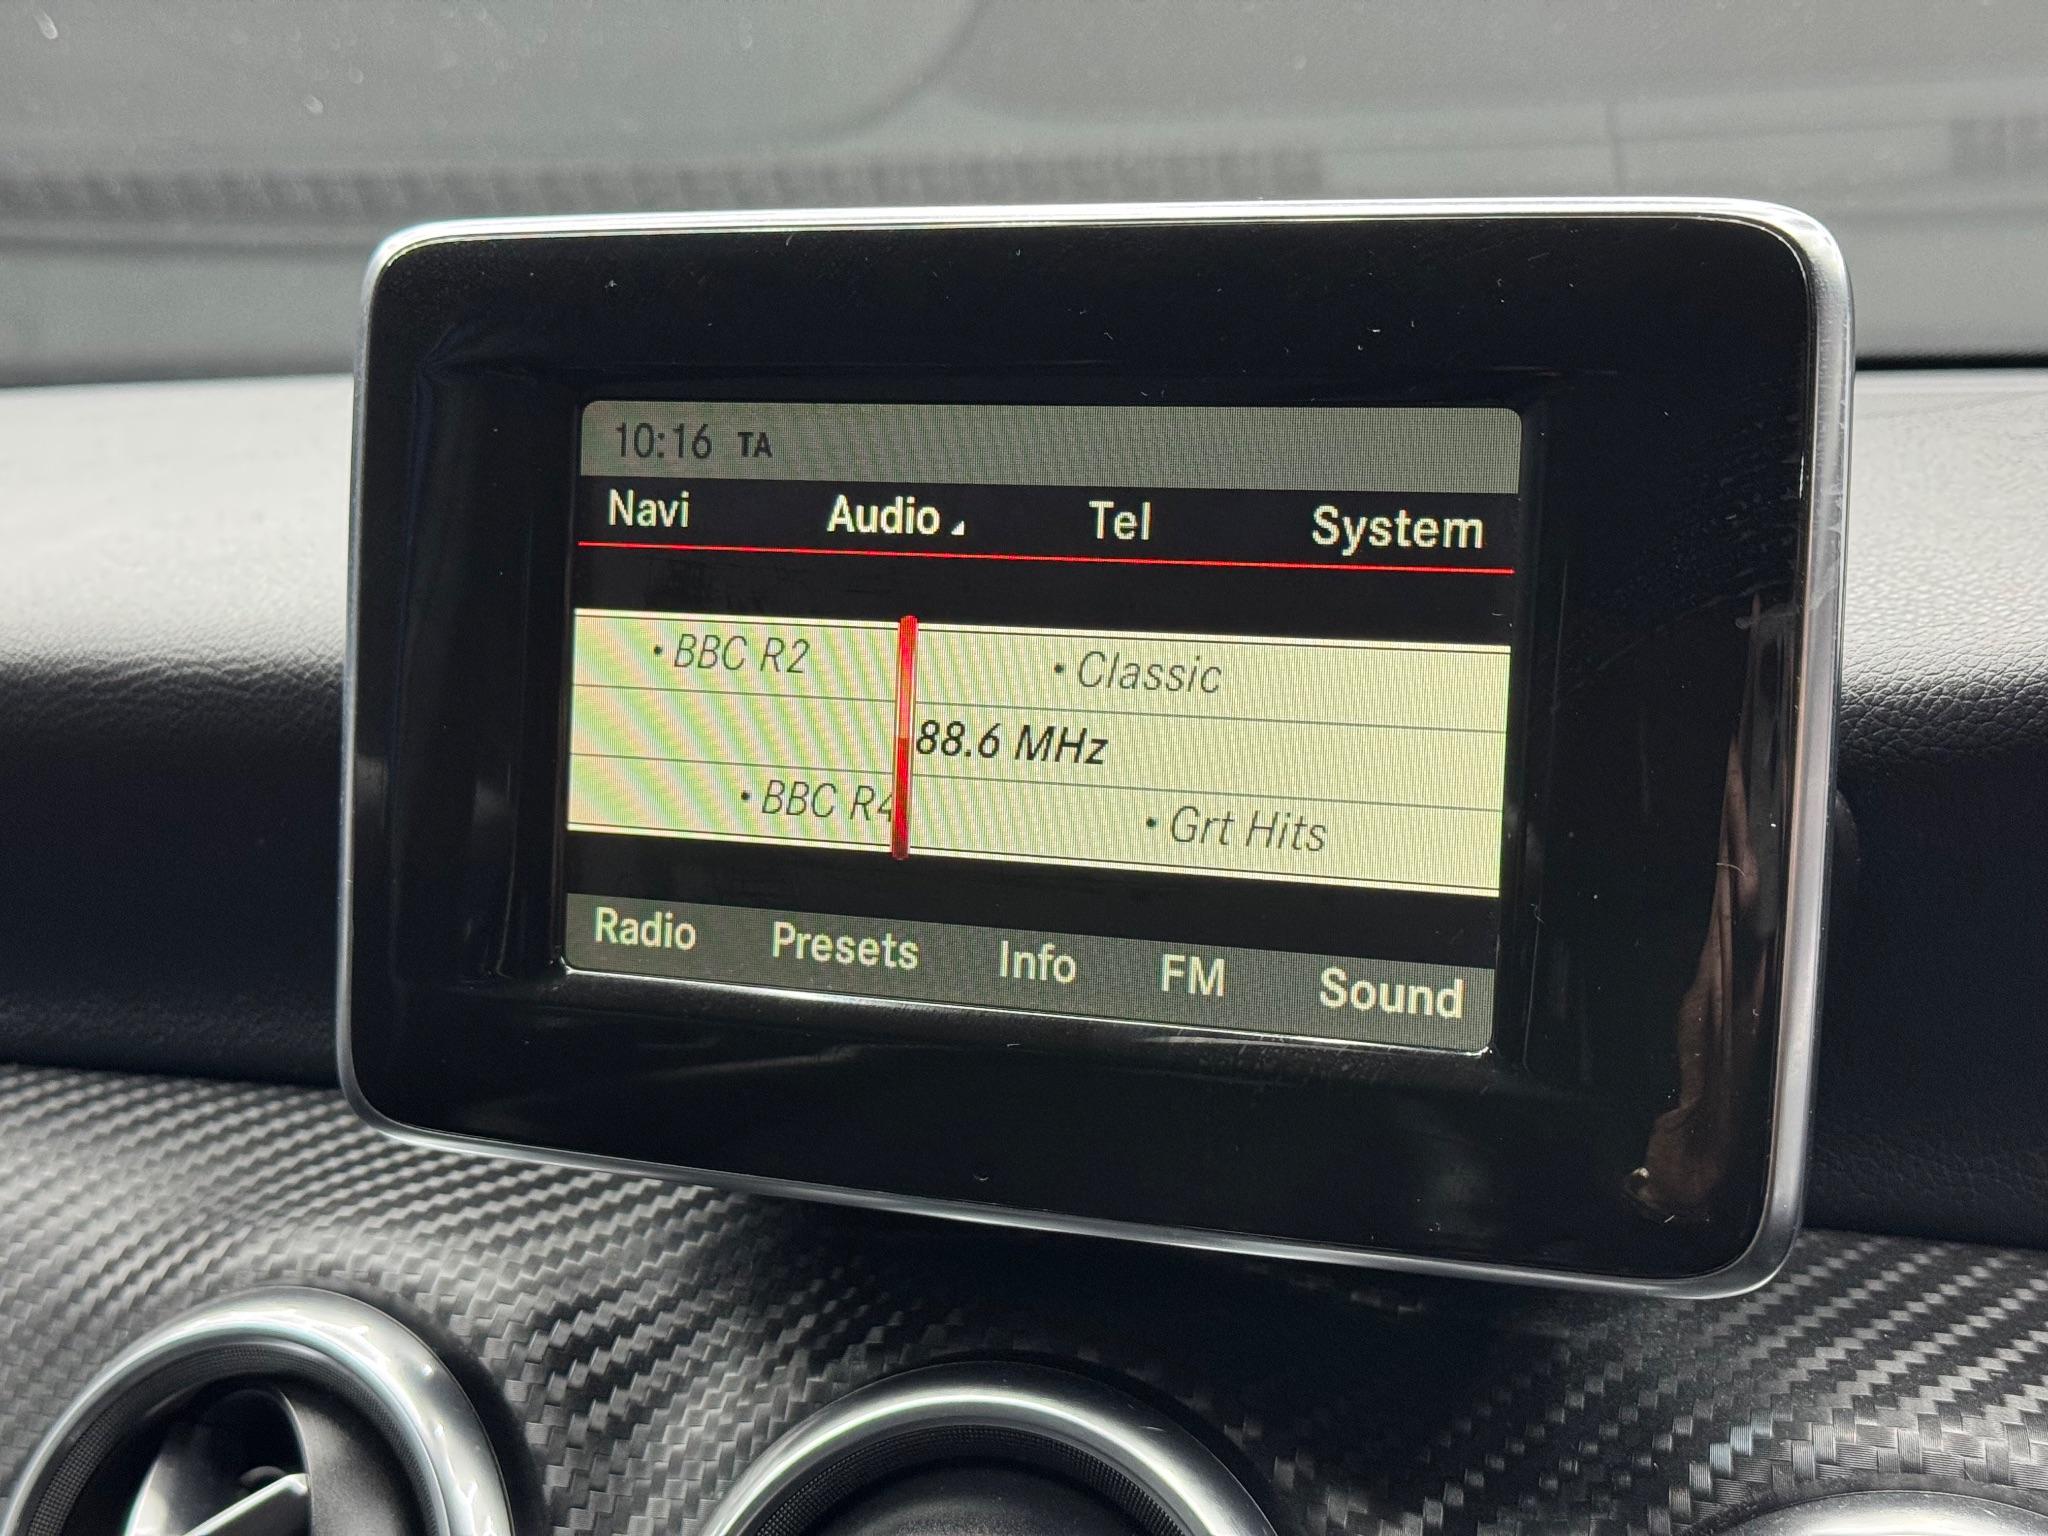 10:16 TA
Navi Audio Tel System
• BBC R2 • Classic
88.6 MHz
• BBC R4 • Grt Hits
Radio Presets Info FM Sound